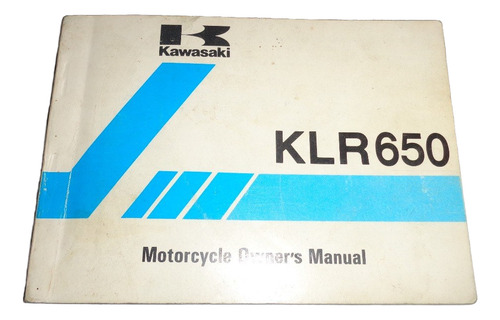 Kawasaki
KLR650
Motorcycle Owner's Manual